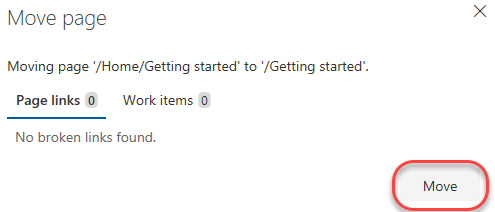 Move page
Moving page '/Home/Getting started' to '/Getting started'.
Page links 0 Work items 0
No broken links found.
Move